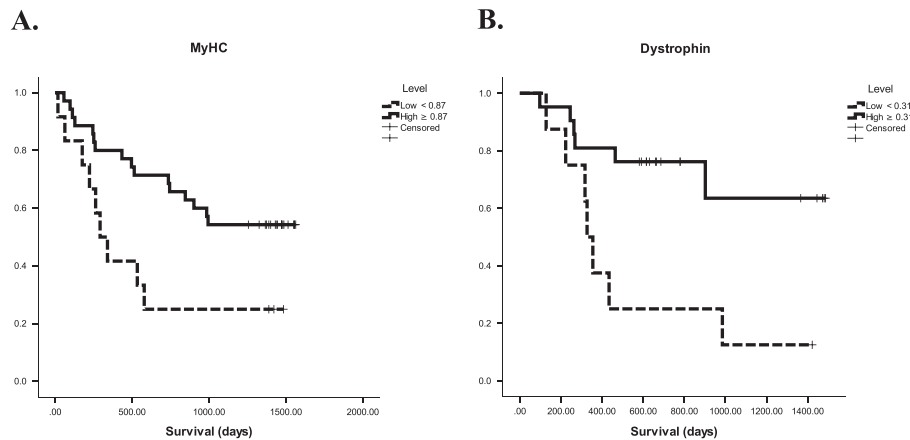 A.
MyHC
1.0
0.8
0.6
0.4
0.2
0.0
.00 500.00 1000.00 1500.00 2000.00
Survival (days)
Level
Low < 0.87
High ≥ 0.87
Censored
B.
Dystrophin
1.0
0.8
0.6
0.4
0.2
0.0
.00 200.00 400.00 600.00 800.00 1000.00 1200.00 1400.00
Survival (days)
Level
Low < 0.31
High ≥ 0.31
Censored